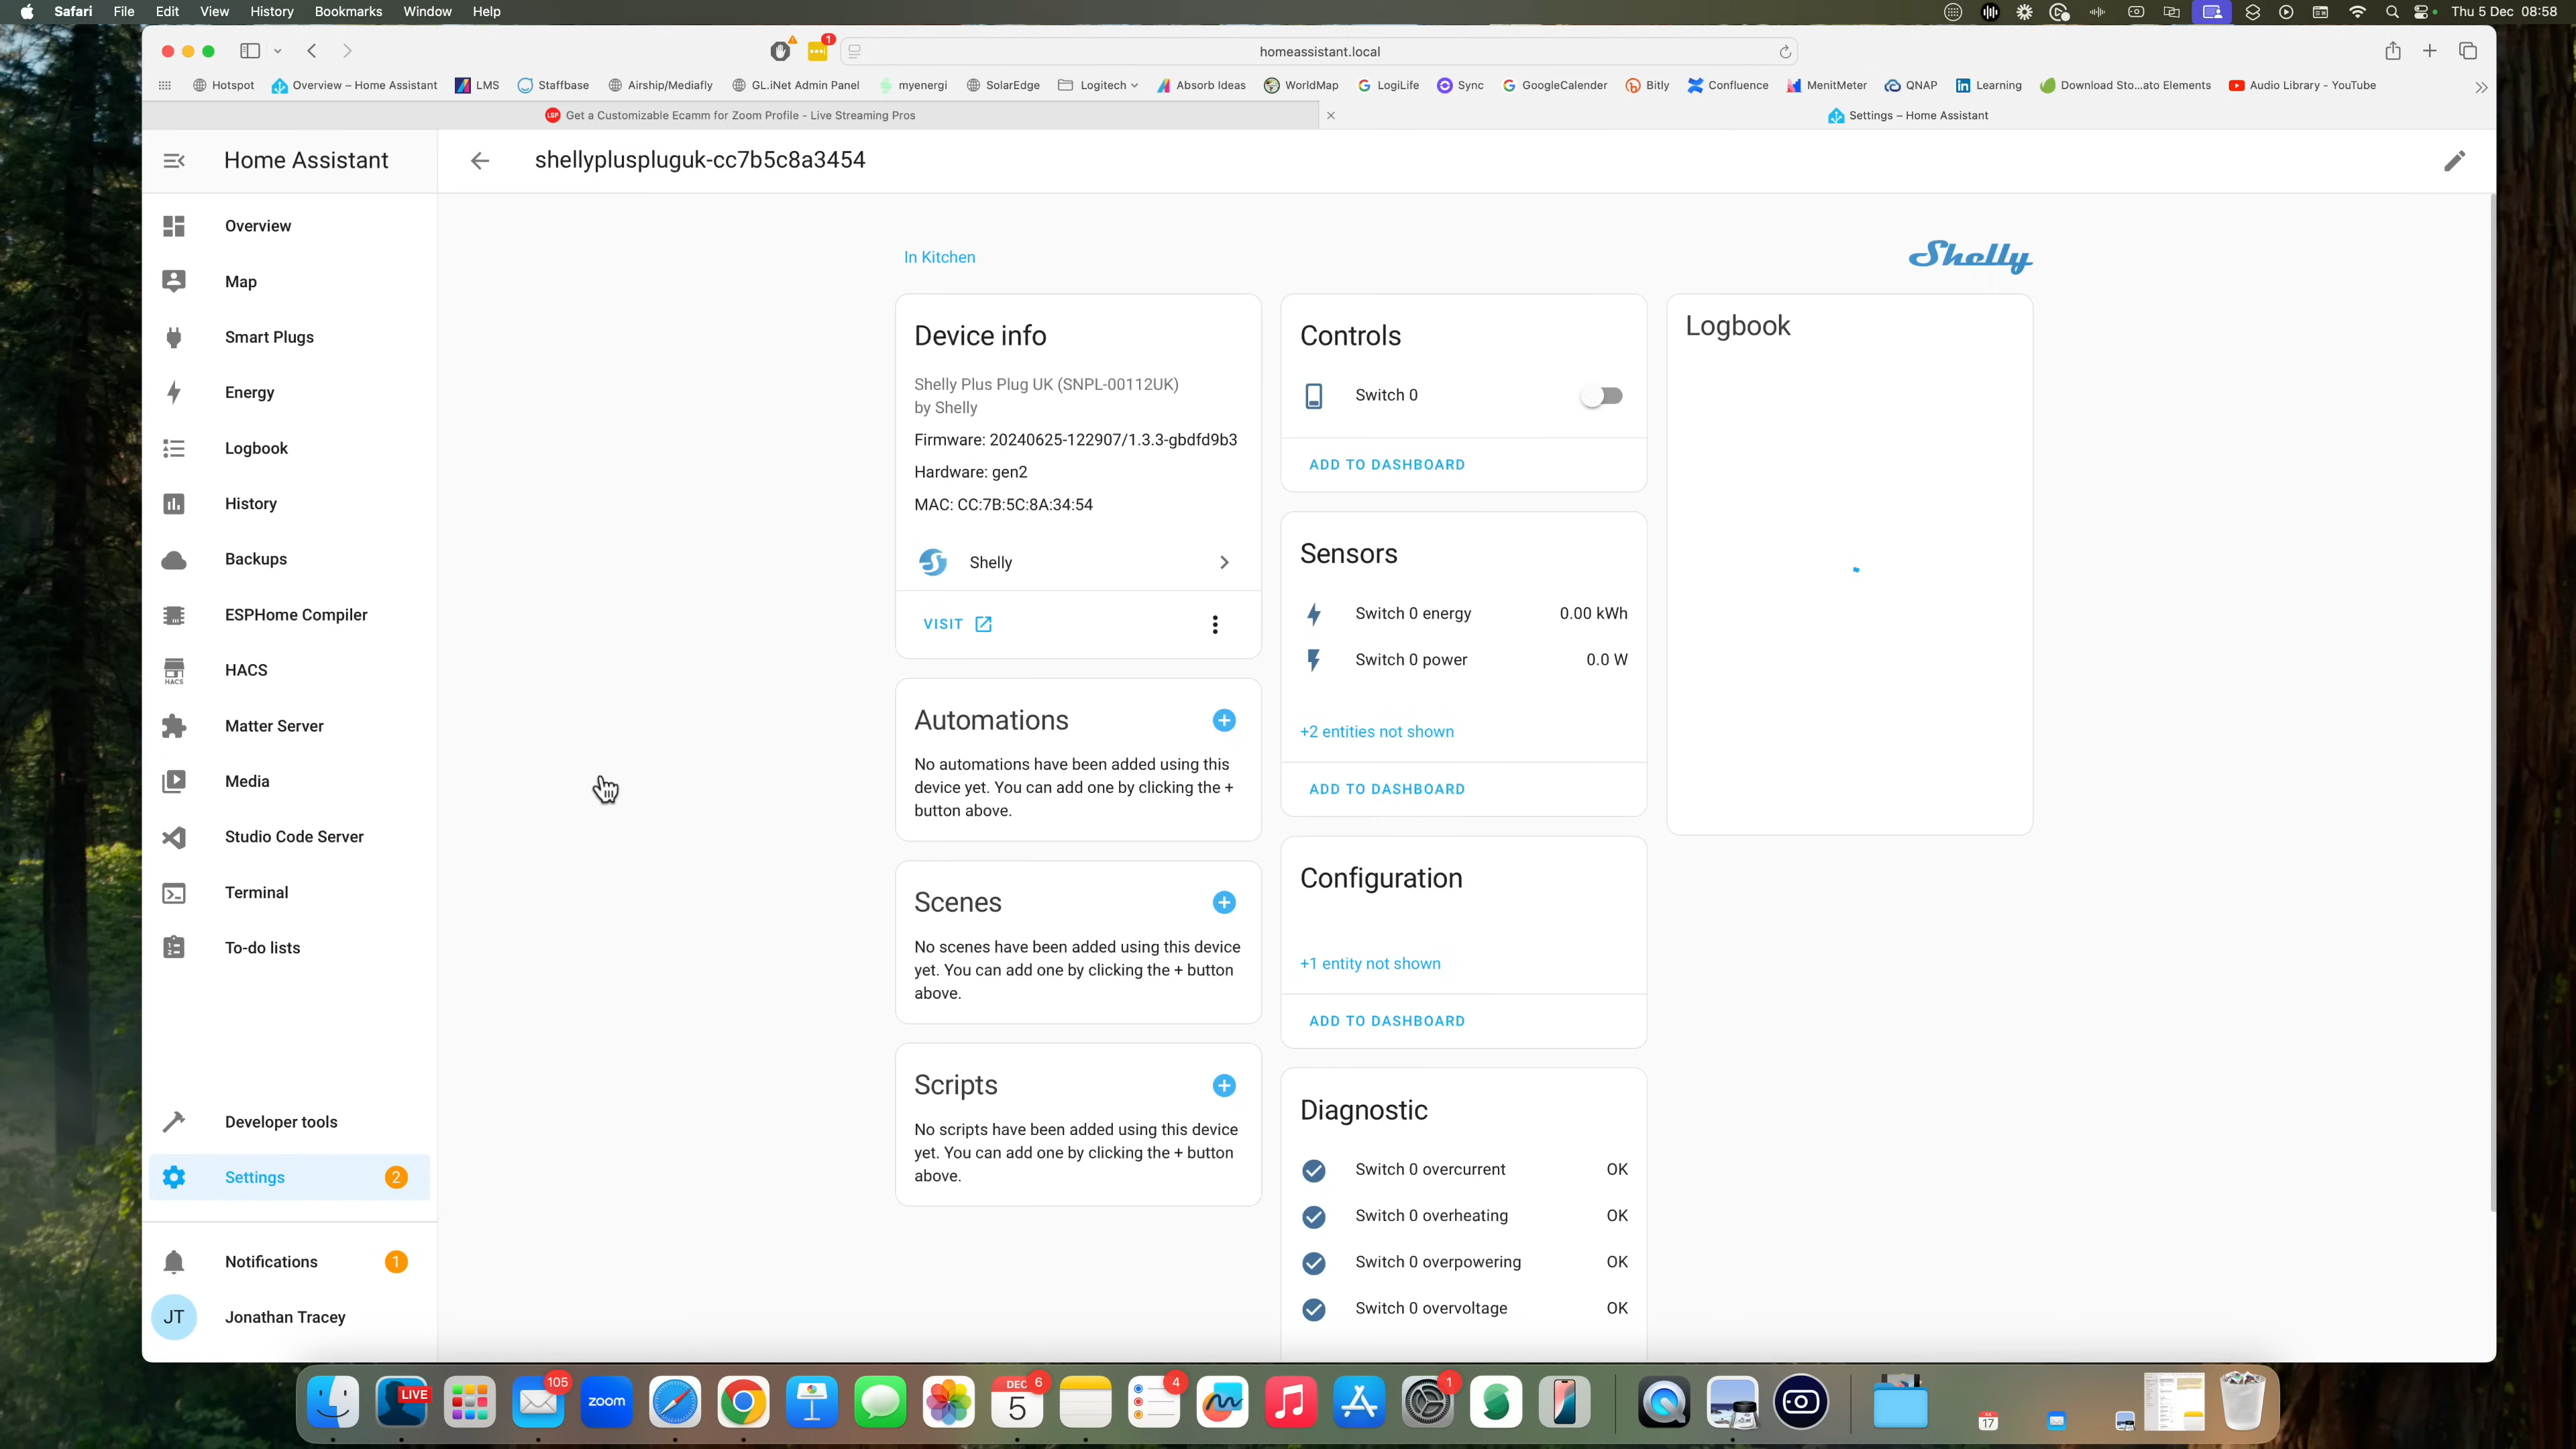 Safari File Edit View History Bookmarks Window Help
Thu 5 Dec 08:58
1
homeassistant.local
Hotspot Overview – Home Assistant LMS Staffbase Airship/Mediafly GL.iNet Admin Panel myenergi SolarEdge Logitech Absorb Ideas WorldMap LogiLife Sync GoogleCalender Bitly Confluence MenitMeter QNAP Learning Download Sto...ato Elements Audio Library - YouTube
LSP Get a Customizable Ecamm for Zoom Profile - Live Streaming Pros
Settings – Home Assistant
Home Assistant
shellypluspluguk-cc7b5c8a3454
Overview
Map
Smart Plugs
Energy
Logbook
History
Backups
ESPHome Compiler
HACS
HACS
Matter Server
Media
Studio Code Server
Terminal
To-do lists
Developer tools
Settings 2
Notifications 1
JT Jonathan Tracey
In Kitchen
Shelly
Device info
Shelly Plus Plug UK (SNPL-00112UK)
by Shelly
Firmware: 20240625-122907/1.3.3-gbdfd9b3
Hardware: gen2
MAC: CC:7B:5C:8A:34:54
Shelly
VISIT
Automations
No automations have been added using this
device yet. You can add one by clicking the +
button above.
Scenes
No scenes have been added using this device
yet. You can add one by clicking the + button
above.
Scripts
No scripts have been added using this device
yet. You can add one by clicking the + button
above.
Controls
Switch 0
ADD TO DASHBOARD
Sensors
Switch 0 energy 0.00 kWh
Switch 0 power 0.0 W
+2 entities not shown
ADD TO DASHBOARD
Configuration
+1 entity not shown
ADD TO DASHBOARD
Diagnostic
Switch 0 overcurrent OK
Switch 0 overheating OK
Switch 0 overpowering OK
Switch 0 overvoltage OK
Logbook
LIVE
105
zoom
DEC
5
6
4
1
17